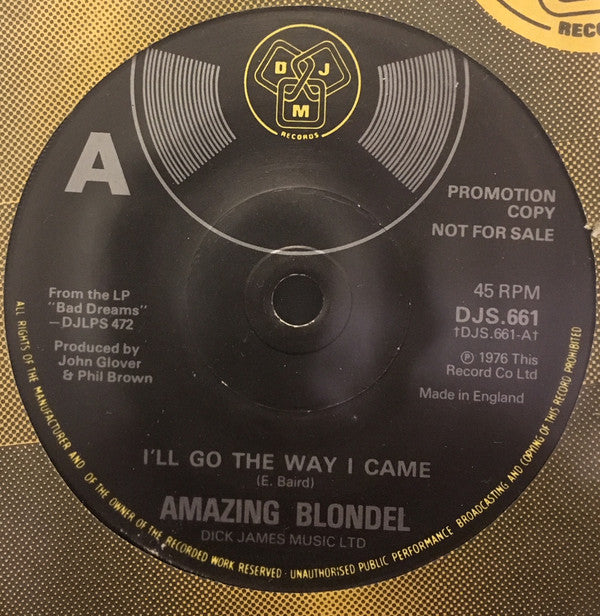 RECO
D J
M
RECORDS
A
PROMOTION
COPY
NOT FOR SALE
From the LP
"Bad Dreams"
—DJLPS 472
Produced by
John Glover
& Phil Brown
45 RPM
DJS.661
†DJS.661-A†
℗ 1976 This
Record Co Ltd
Made in England
I'LL GO THE WAY I CAME
(E. Baird)
AMAZING BLONDEL
DICK JAMES MUSIC LTD
ALL RIGHTS OF THE MANUFACTURER AND OF THE OWNER OF THE RECORDED WORK RESERVED · UNAUTHORISED PUBLIC PERFORMANCE BROADCASTING AND COPYING OF THIS RECORD PROHIBITED